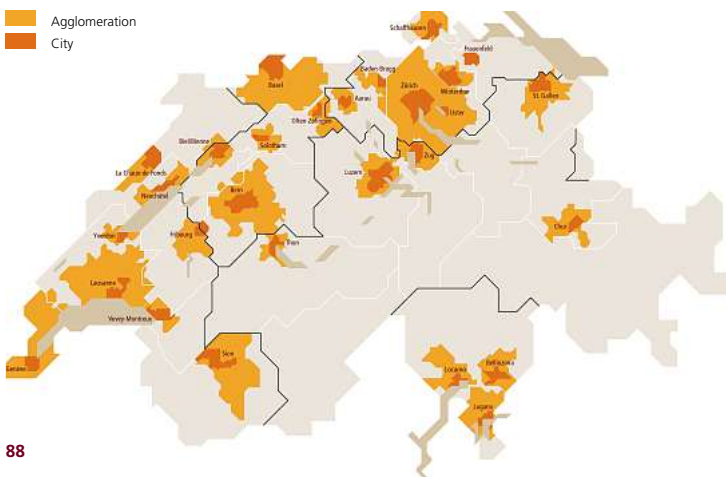 Agglomeration
City
Schaffhausen
Frauenfeld
Baden-Brugg
Basel
Zürich
Winterthur
Aarau
St. Gallen
Uster
Olten-Zofingen
Biel/Bienne
Solothurn
Zug
La Chaux-de-Fonds
Luzern
Neuchâtel
Bern
Chur
Yverdon
Fribourg
Thun
Lausanne
Vevey-Montreux
Sion
Bellinzona
Locarno
Genève
Lugano
88